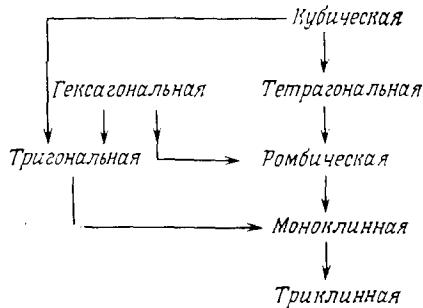 Кубическая
Гексагональная Тетрагональная
Тригональная Ромбическая
Моноклинная
Триклинная